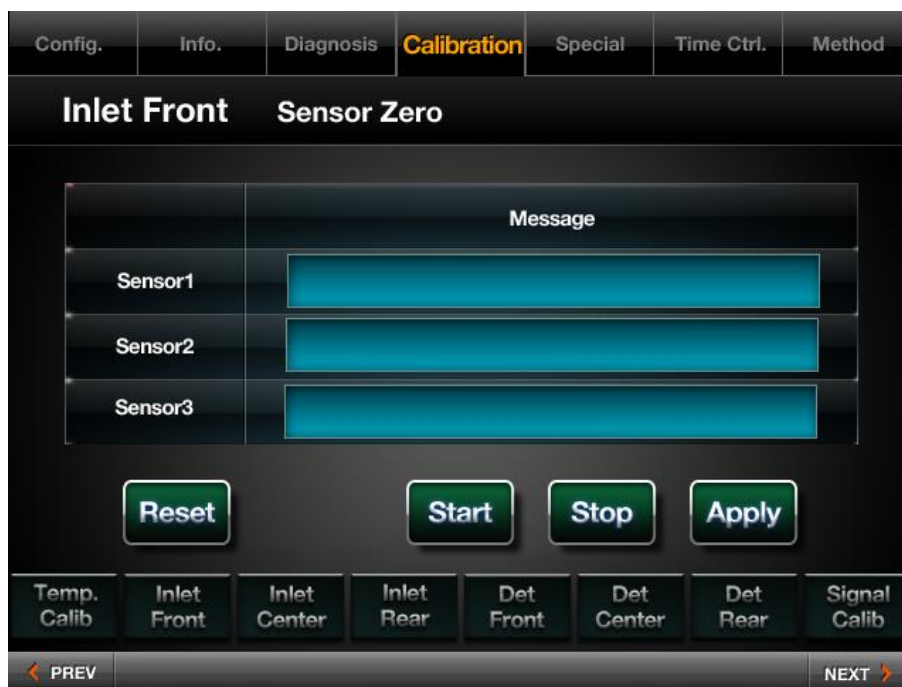 Config. Info. Diagnosis Calibration Special Time Ctrl. Method
Inlet Front Sensor Zero
Message
Sensor1
Sensor2
Sensor3
Reset Start Stop Apply
Temp. Calib
Inlet Front
Inlet Center
Inlet Rear
Det Front
Det Center
Det Rear
Signal Calib
PREV NEXT